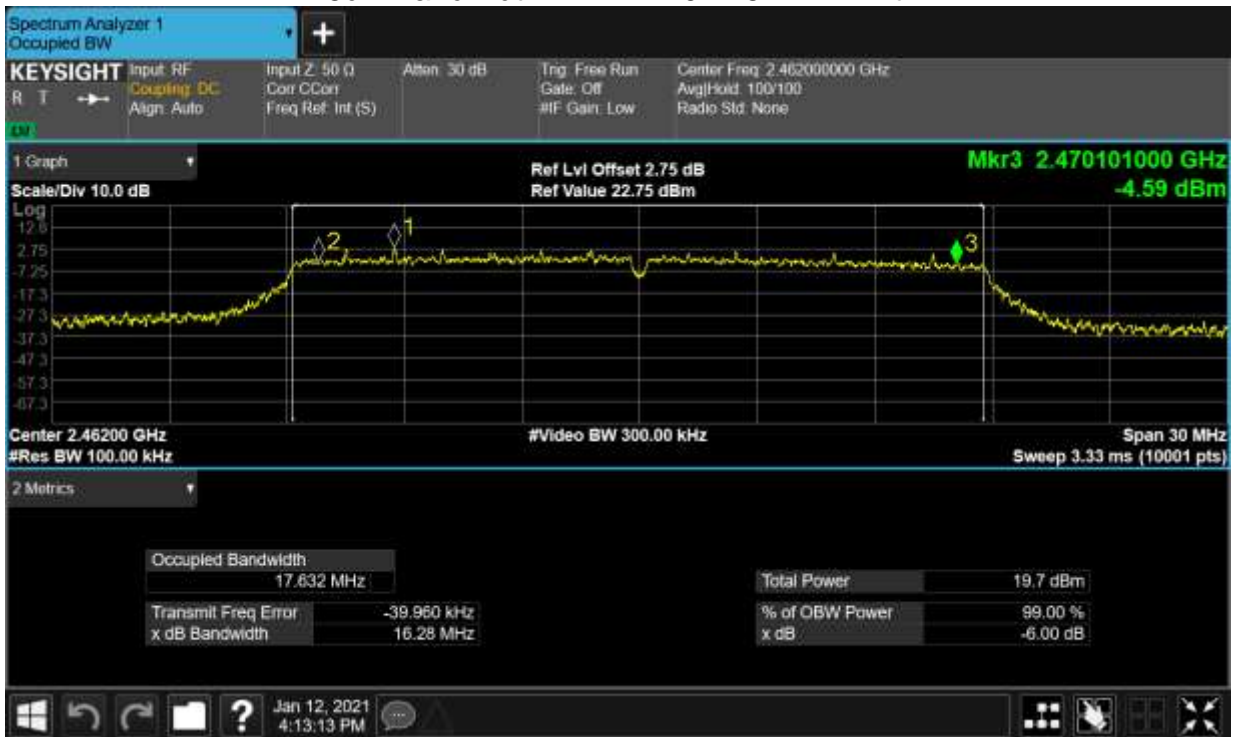 Spectrum Analyzer 1
Occupied BW
+
KEYSIGHT
R T
Input: RF
Coupling: DC
Align: Auto
Input Z: 50 Ω
Corr CCorr
Freq Ref: Int (S)
Atten: 30 dB
Trig: Free Run
Gate: Off
#IF Gain: Low
Center Freq: 2.462000000 GHz
Avg|Hold: 100/100
Radio Std: None
1 Graph
Scale/Div 10.0 dB
Ref Lvl Offset 2.75 dB
Ref Value 22.75 dBm
Mkr3 2.470101000 GHz
-4.59 dBm
Log
12.8
2.75
-7.25
-17.3
-27.3
-37.3
-47.3
-57.3
-67.3
2
1
3
Center 2.46200 GHz
#Res BW 100.00 kHz
#Video BW 300.00 kHz
Span 30 MHz
Sweep 3.33 ms (10001 pts)
2 Metrics
Occupied Bandwidth
17.632 MHz
Transmit Freq Error -39.960 kHz
x dB Bandwidth 16.28 MHz
Total Power 19.7 dBm
% of OBW Power 99.00 %
x dB -6.00 dB
?
Jan 12, 2021
4:13:13 PM